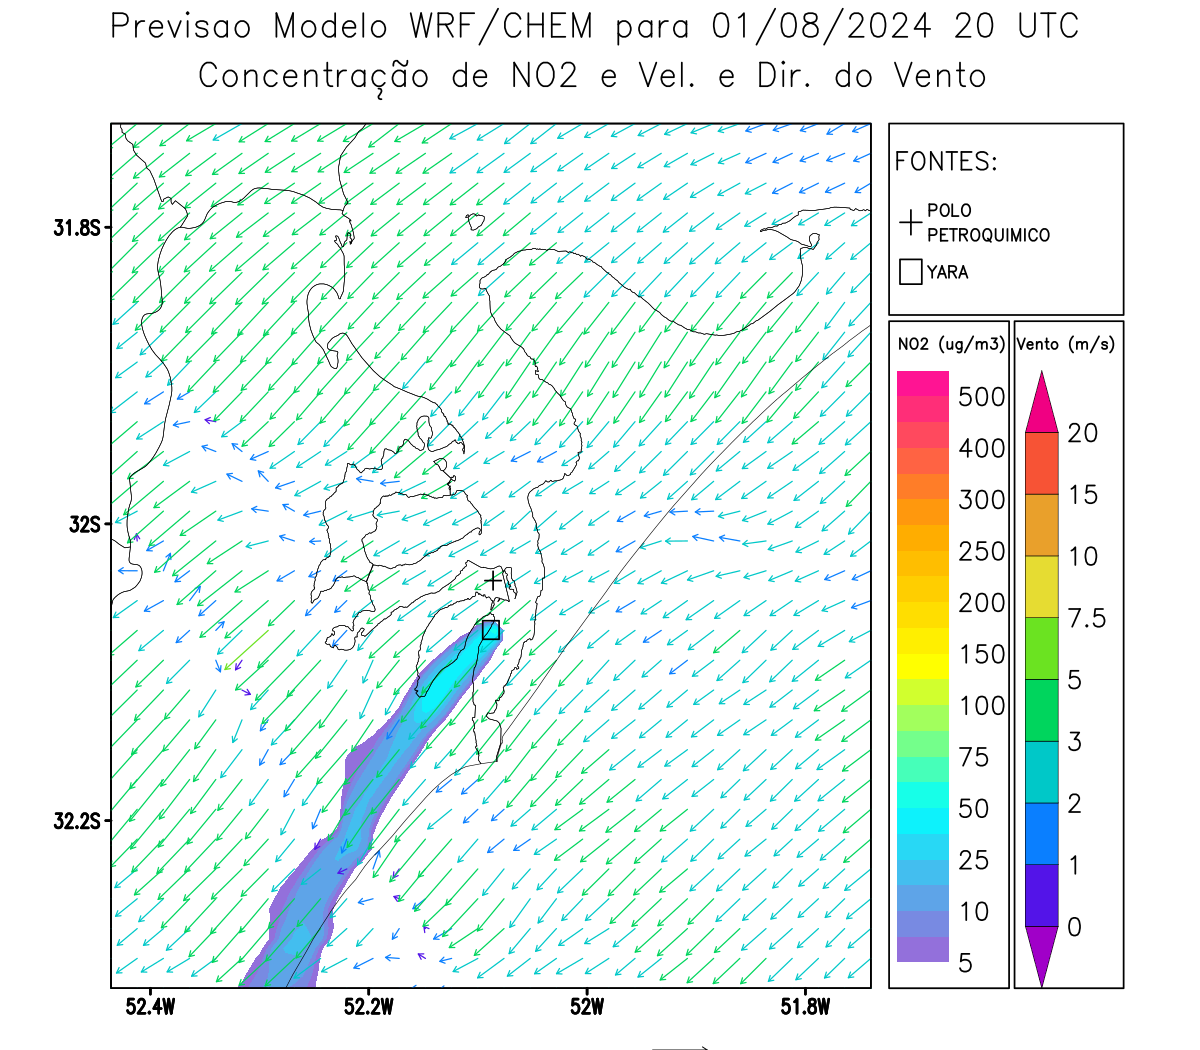 Previsao Modelo WRF/CHEM para 01/08/2024 20 UTC
Concentração de NO2 e Vel. e Dir. do Vento
FONTES:
POLO
PETROQUIMICO
YARA
31.8S
32S
32.2S
52.4W
52.2W
52W
51.8W
NO2 (ug/m3)
500
400
300
250
200
150
100
75
50
25
10
5
Vento (m/s)
20
15
10
7.5
5
3
2
1
0